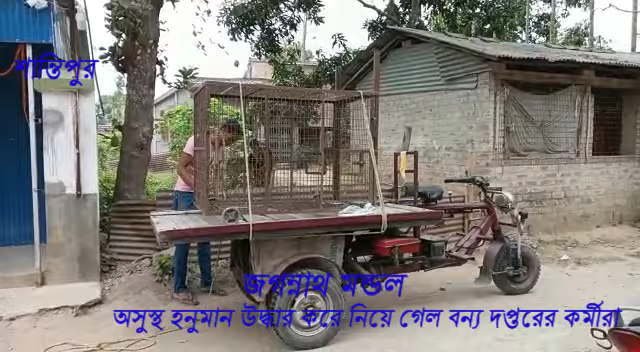 শান্তিপুর
জগন্নাথ মন্ডল
অসুস্থ হনুমান উদ্ধার করে নিয়ে গেল বন্য দপ্তরের কর্মীরা